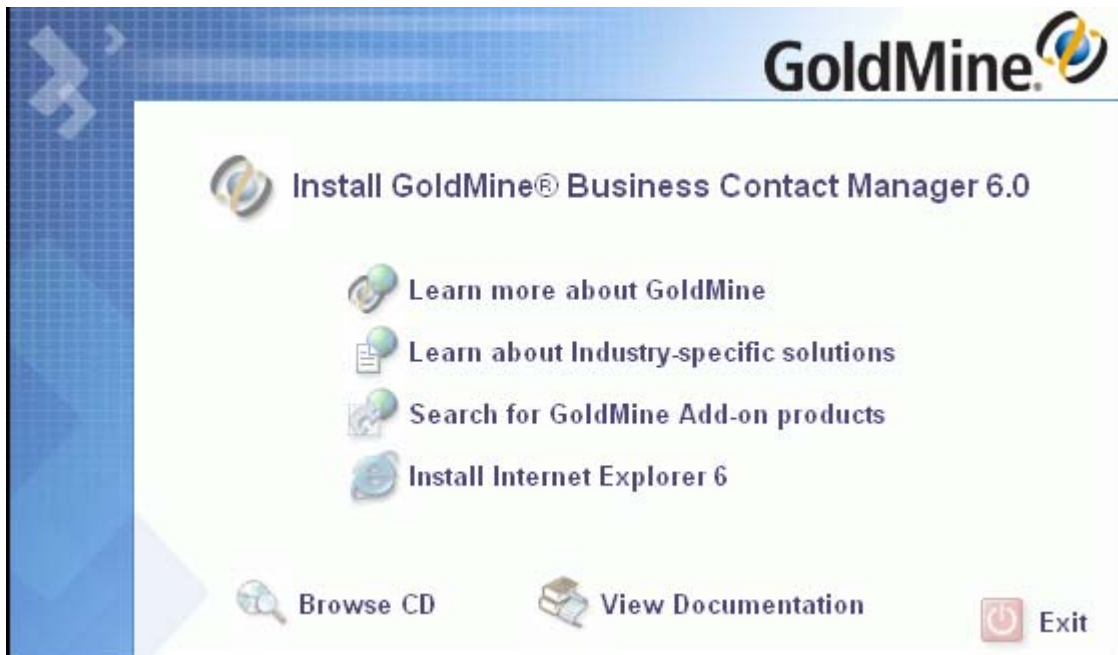 GoldMine®
Install GoldMine® Business Contact Manager 6.0
Learn more about GoldMine
Learn about Industry-specific solutions
Search for GoldMine Add-on products
Install Internet Explorer 6
Browse CD
View Documentation
Exit